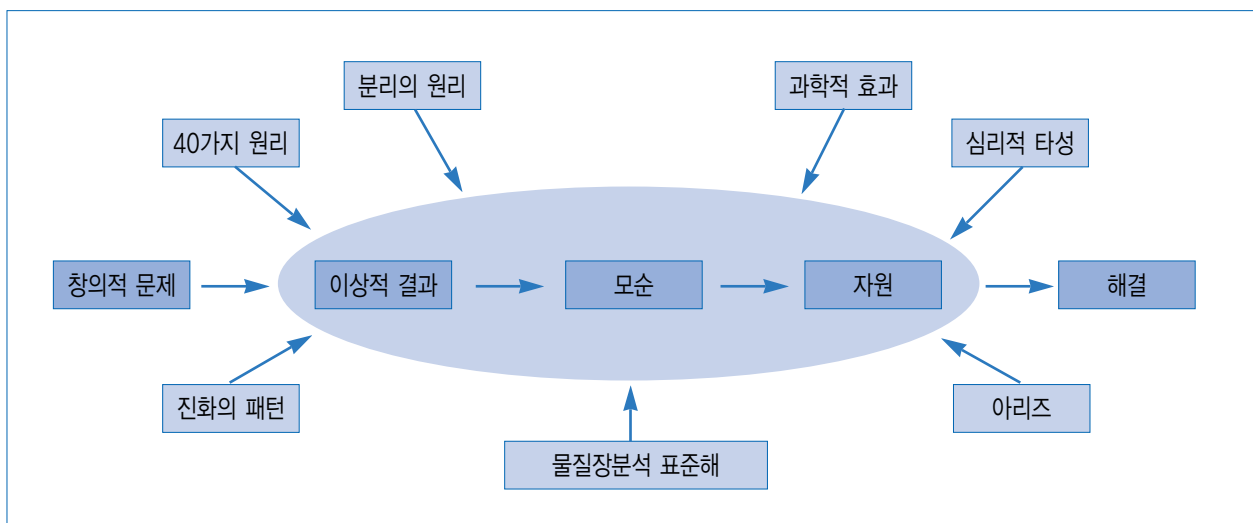 분리의 원리
과학적 효과
40가지 원리
심리적 타성
창의적 문제
이상적 결과
모순
자원
해결
진화의 패턴
아리즈
물질장분석 표준해